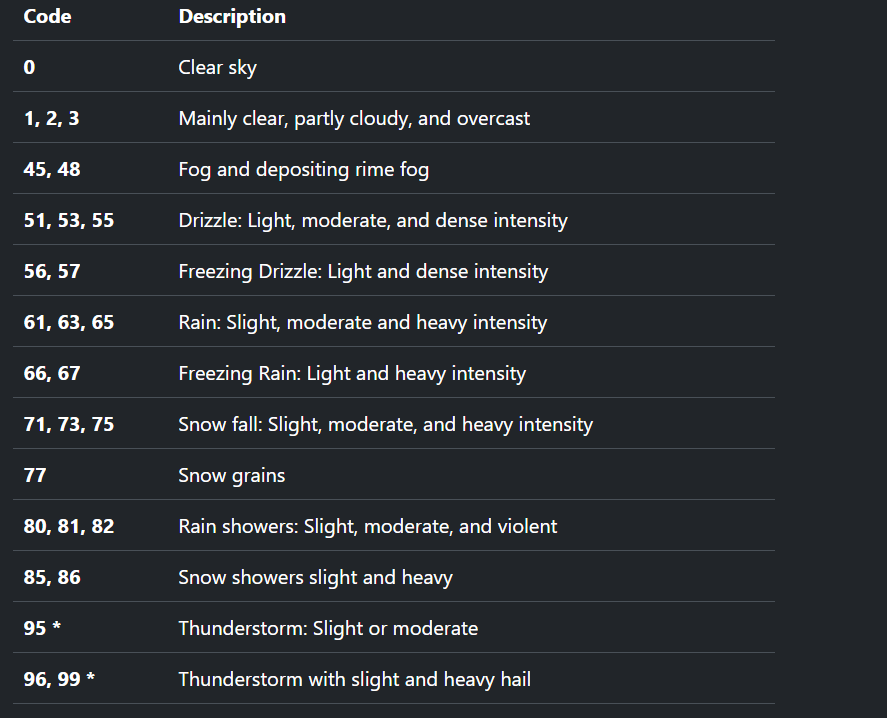 Code Description
0 Clear sky
1, 2, 3 Mainly clear, partly cloudy, and overcast
45, 48 Fog and depositing rime fog
51, 53, 55 Drizzle: Light, moderate, and dense intensity
56, 57 Freezing Drizzle: Light and dense intensity
61, 63, 65 Rain: Slight, moderate and heavy intensity
66, 67 Freezing Rain: Light and heavy intensity
71, 73, 75 Snow fall: Slight, moderate, and heavy intensity
77 Snow grains
80, 81, 82 Rain showers: Slight, moderate, and violent
85, 86 Snow showers slight and heavy
95 * Thunderstorm: Slight or moderate
96, 99 * Thunderstorm with slight and heavy hail